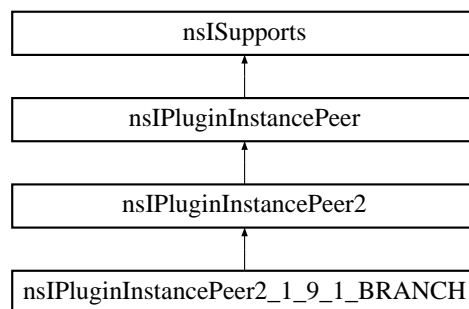 nsISupports
nsIPluginInstancePeer
nsIPluginInstancePeer2
nsIPluginInstancePeer2_1_9_1_BRANCH